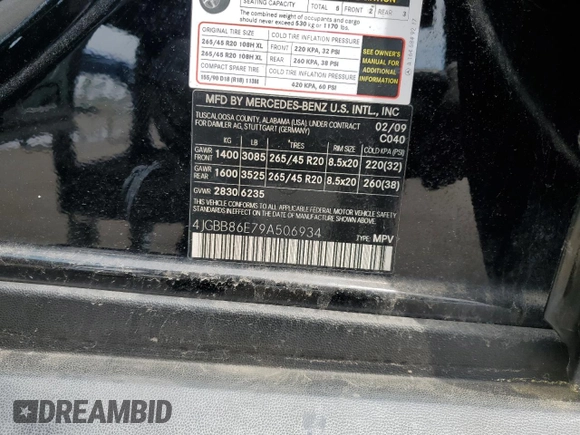 SEATING CAPACITY TOTAL 5 FRONT 2 REAR 3
The combined weight of occupants and cargo
should never exceed 530 kg or 1170 lbs.
ORIGINAL TIRE SIZE COLD TIRE INFLATION PRESSURE
265/45 R20 108H XL FRONT 220 KPA, 32 PSI
265/45 R20 108H XL REAR 260 KPA, 38 PSI
COMPACT SPARE TIRE COLD TIRE INFLATION PRESSURE
155/90 D18 (R18) 113M 420 KPA, 60 PSI
SEE OWNER'S
MANUAL FOR
ADDITIONAL
INFORMATION
MFD BY MERCEDES-BENZ U.S. INTL., INC
TUSCALOOSA COUNTY, ALABAMA (USA) UNDER CONTRACT
FOR DAIMLER AG, STUTTGART (GERMANY)
02/09
C040
KG LB *TRES RIM SIZE COLD KPA (PSI)
GAWR FRONT 1400 3085 265/45 R20 8.5x20 220(32)
GAWR REAR 1600 3525 265/45 R20 8.5x20 260(38)
GVWR 2830 6235
THIS VEHICLE CONFORMS TO ALL APPLICABLE FEDERAL MOTOR VEHICLE SAFETY
STANDARDS IN EFFECT ON THE DATE OF MANUFACTURE SHOWN ABOVE.
4JGBB86E79A506934
TYPE: MPV
DREAMBID